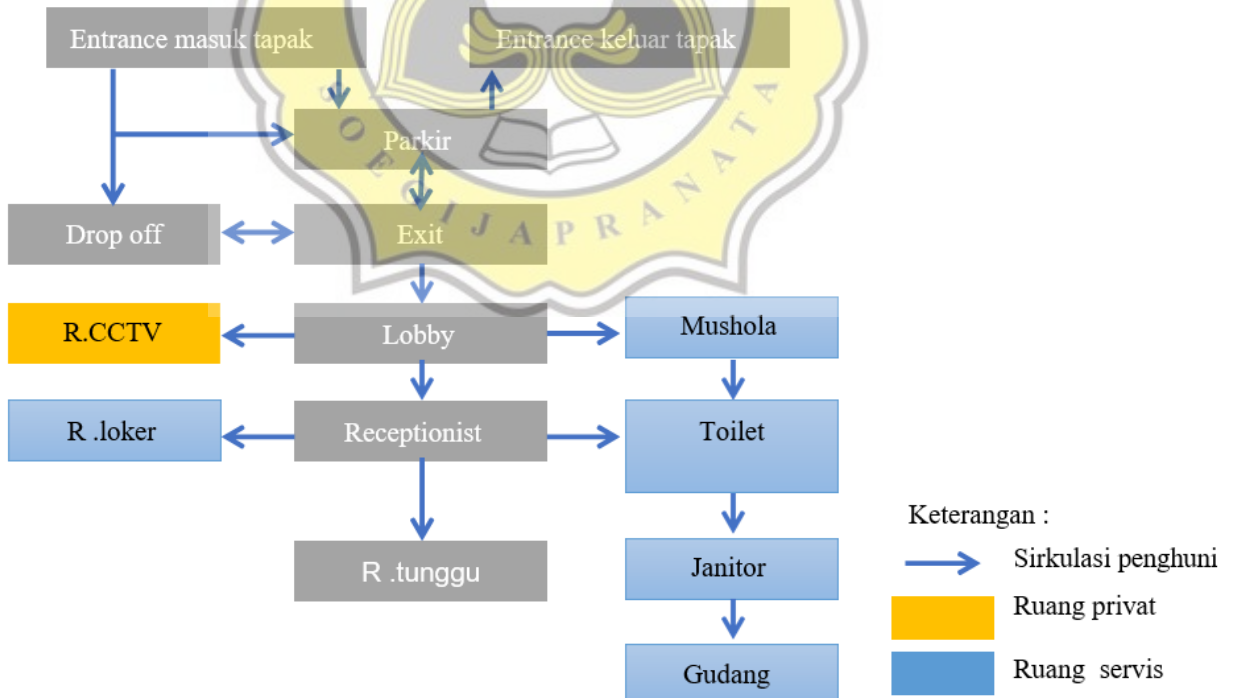 Entrance masuk tapak
Entrance keluar tapak
Parkir
SOEGIJAPRANATA
Drop off
Exit
R.CCTV
Lobby
Mushola
R .loker
Receptionist
Toilet
R .tunggu
Janitor
Gudang
Keterangan :
Sirkulasi penghuni
Ruang privat
Ruang servis